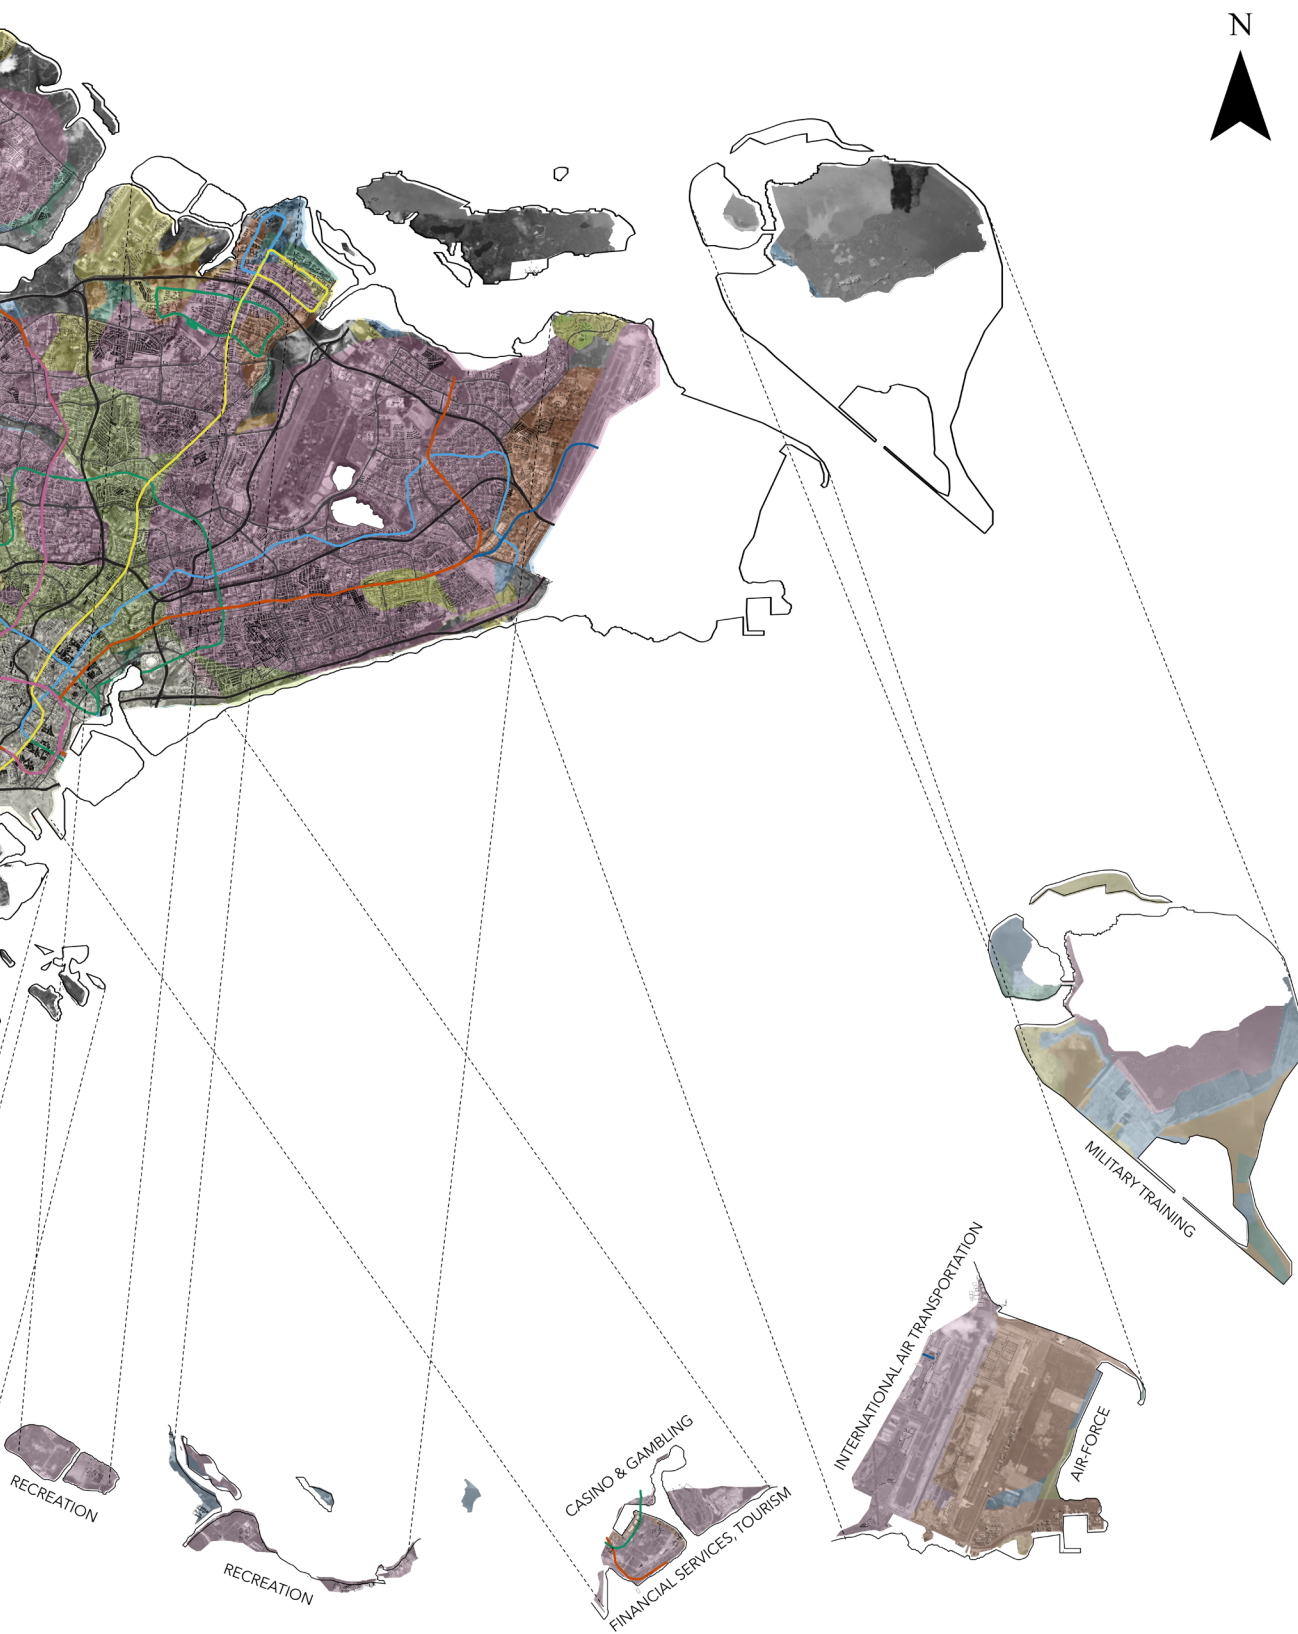 N
MILITARY TRAINING
INTERNATIONAL AIR TRANSPORTATION
AIR-FORCE
CASINO & GAMBLING
FINANCIAL SERVICES, TOURISM
RECREATION
RECREATION